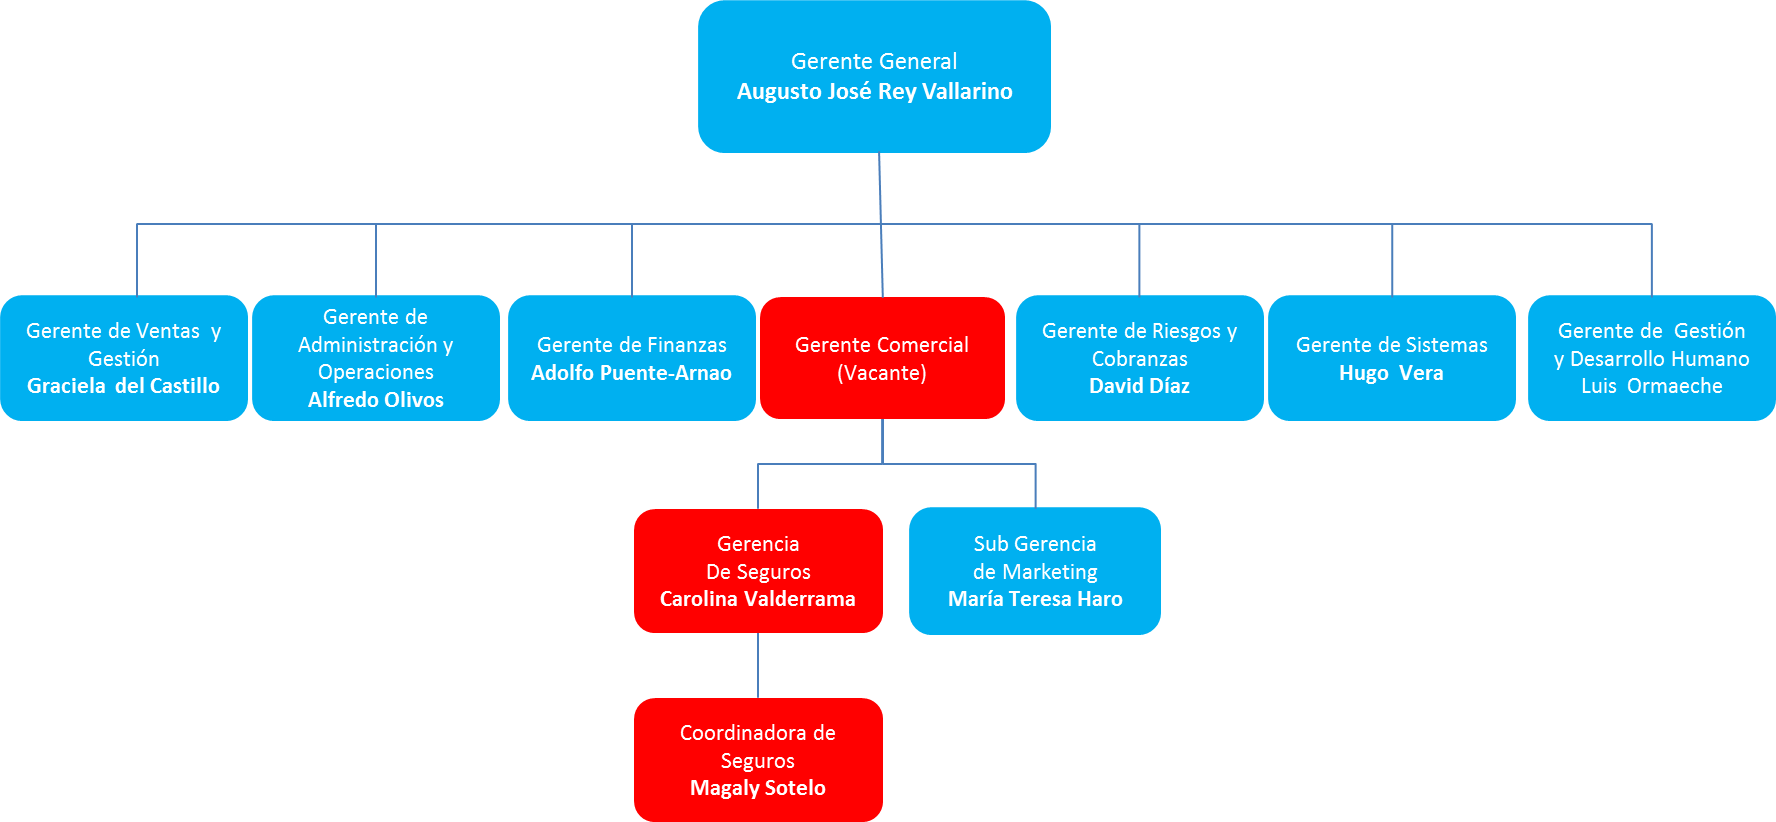 Gerente General
Augusto José Rey Vallarino
Gerente de Ventas y
Gestión
Graciela del Castillo
Gerente de
Administración y
Operaciones
Alfredo Olivos
Gerente de Finanzas
Adolfo Puente-Arnao
Gerente Comercial
(Vacante)
Gerente de Riesgos y
Cobranzas
David Díaz
Gerente de Sistemas
Hugo Vera
Gerente de Gestión
y Desarrollo Humano
Luis Ormaeche
Gerencia
De Seguros
Carolina Valderrama
Sub Gerencia
de Marketing
María Teresa Haro
Coordinadora de
Seguros
Magaly Sotelo